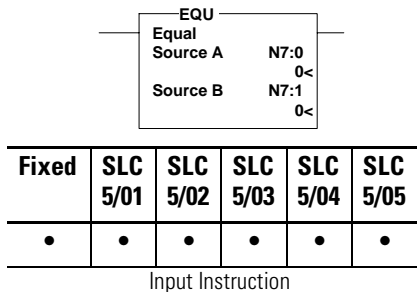 EQU
Equal
Source A N7:0
0<
Source B N7:1
0<
Fixed SLC 5/01 SLC 5/02 SLC 5/03 SLC 5/04 SLC 5/05
• • • • • •
Input Instruction